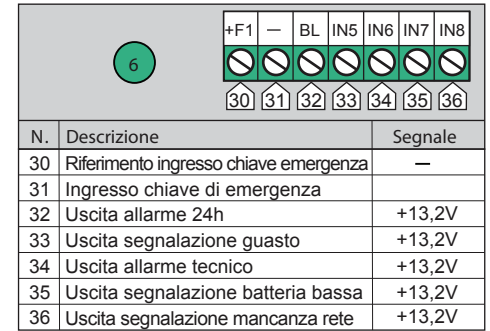 +F1 — BL IN5 IN6 IN7 IN8
6
30 31 32 33 34 35 36
N. Descrizione Segnale
30 Riferimento ingresso chiave emergenza —
31 Ingresso chiave di emergenza
32 Uscita allarme 24h +13,2V
33 Uscita segnalazione guasto +13,2V
34 Uscita allarme tecnico +13,2V
35 Uscita segnalazione batteria bassa +13,2V
36 Uscita segnalazione mancanza rete +13,2V